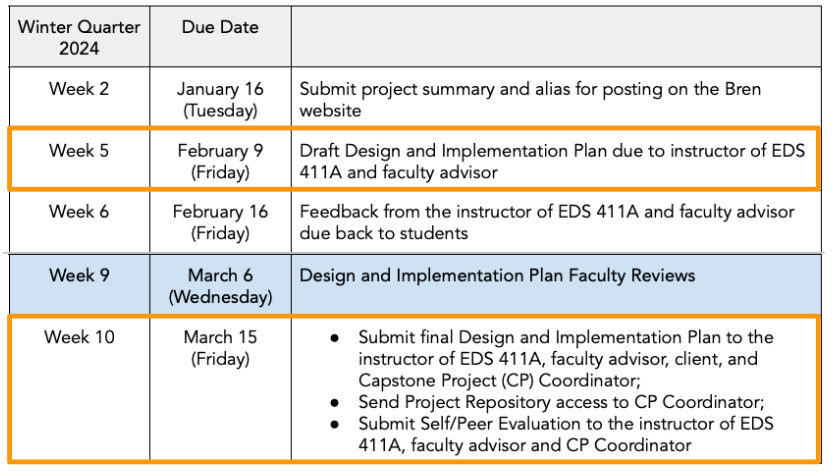 Winter Quarter 2024 Due Date
Week 2 January 16 (Tuesday) Submit project summary and alias for posting on the Bren website
Week 5 February 9 (Friday) Draft Design and Implementation Plan due to instructor of EDS 411A and faculty advisor
Week 6 February 16 (Friday) Feedback from the instructor of EDS 411A and faculty advisor due back to students
Week 9 March 6 (Wednesday) Design and Implementation Plan Faculty Reviews
Week 10 March 15 (Friday)
● Submit final Design and Implementation Plan to the
instructor of EDS 411A, faculty advisor, client, and
Capstone Project (CP) Coordinator;
● Send Project Repository access to CP Coordinator;
● Submit Self/Peer Evaluation to the instructor of EDS
411A, faculty advisor and CP Coordinator